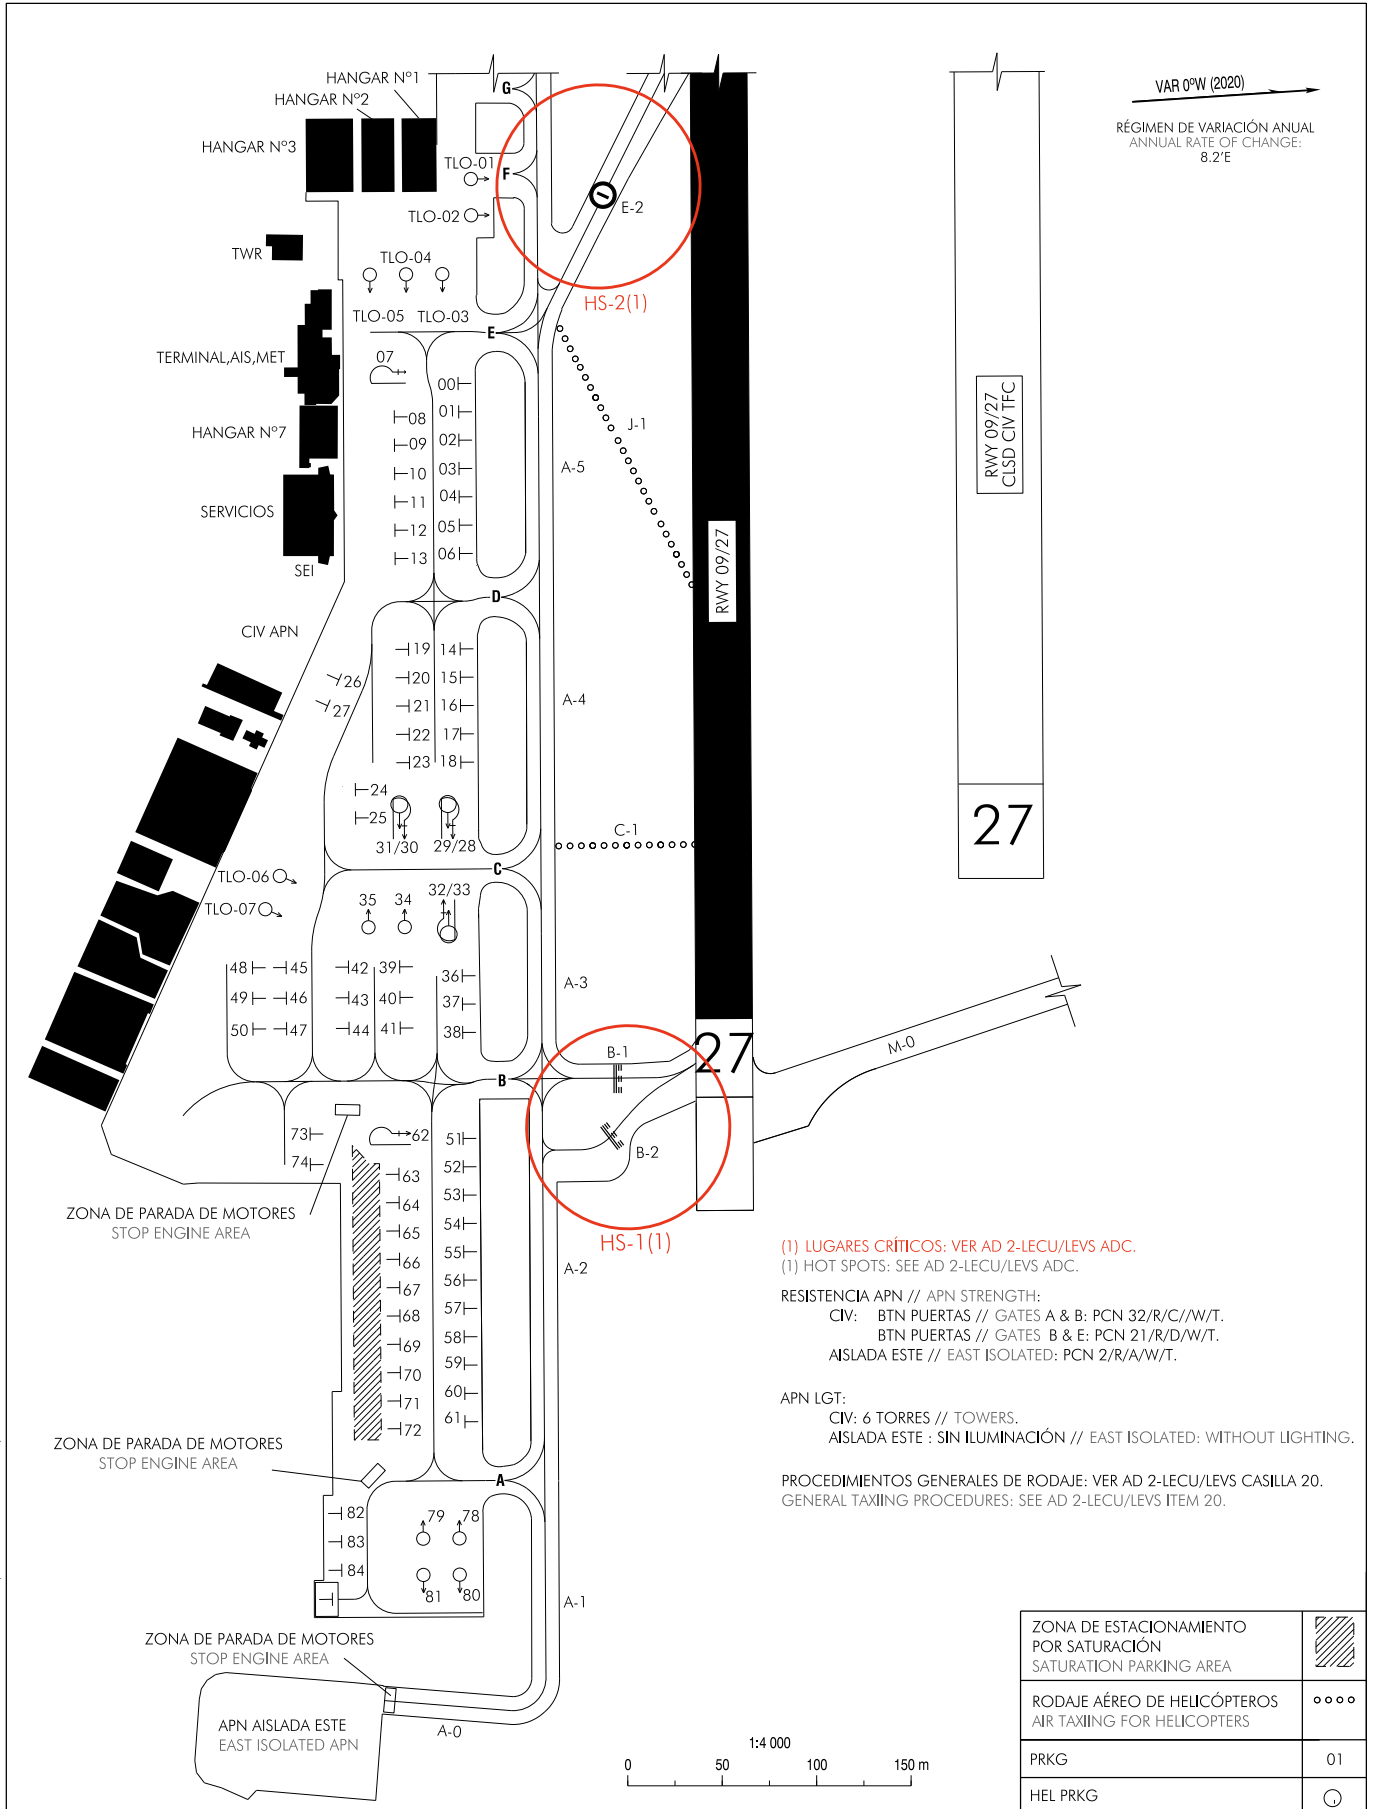 VAR 0ºW (2020)
RÉGIMEN DE VARIACIÓN ANUAL
ANNUAL RATE OF CHANGE:
8.2'E
HANGAR Nº1
HANGAR Nº2
HANGAR Nº3
G
TLO-01
F
TLO-02
E-2
TWR
TLO-04
HS-2(1)
TLO-05
TLO-03
E
TERMINAL,AIS,MET
07
00
08
01
J-1
HANGAR Nº7
09
02
RWY 09/27
CLSD CIV TFC
10
03
A-5
11
04
SERVICIOS
12
05
13
06
SEI
RWY 09/27
D
CIV APN
19
14
26
20
15
27
21
16
A-4
22
17
23
18
24
25
27
C-1
31/30
29/28
C
TLO-06
TLO-07
35
34
32/33
48
45
42
39
36
49
46
43
40
37
A-3
50
47
44
41
38
27
M-0
B-1
B
73
62
51
74
52
B-2
63
53
64
ZONA DE PARADA DE MOTORES
STOP ENGINE AREA
54
65
HS-1(1)
55
66
A-2
56
67
57
68
58
69
59
70
60
71
61
72
(1) LUGARES CRÍTICOS: VER AD 2-LECU/LEVS ADC.
(1) HOT SPOTS: SEE AD 2-LECU/LEVS ADC.
RESISTENCIA APN // APN STRENGTH:
CIV: BTN PUERTAS // GATES A & B: PCN 32/R/C//W/T.
BTN PUERTAS // GATES B & E: PCN 21/R/D/W/T.
AISLADA ESTE // EAST ISOLATED: PCN 2/R/A/W/T.
APN LGT:
CIV: 6 TORRES // TOWERS.
AISLADA ESTE : SIN ILUMINACIÓN // EAST ISOLATED: WITHOUT LIGHTING.
PROCEDIMIENTOS GENERALES DE RODAJE: VER AD 2-LECU/LEVS CASILLA 20.
GENERAL TAXIING PROCEDURES: SEE AD 2-LECU/LEVS ITEM 20.
ZONA DE PARADA DE MOTORES
STOP ENGINE AREA
A
82
79
78
83
84
81
80
A-1
ZONA DE PARADA DE MOTORES
STOP ENGINE AREA
APN AISLADA ESTE
EAST ISOLATED APN
A-0
1:4 000
0 50 100 150 m
ZONA DE ESTACIONAMIENTO
POR SATURACIÓN
SATURATION PARKING AREA
RODAJE AÉREO DE HELICÓPTEROS
AIR TAXIING FOR HELICOPTERS
PRKG 01
HEL PRKG